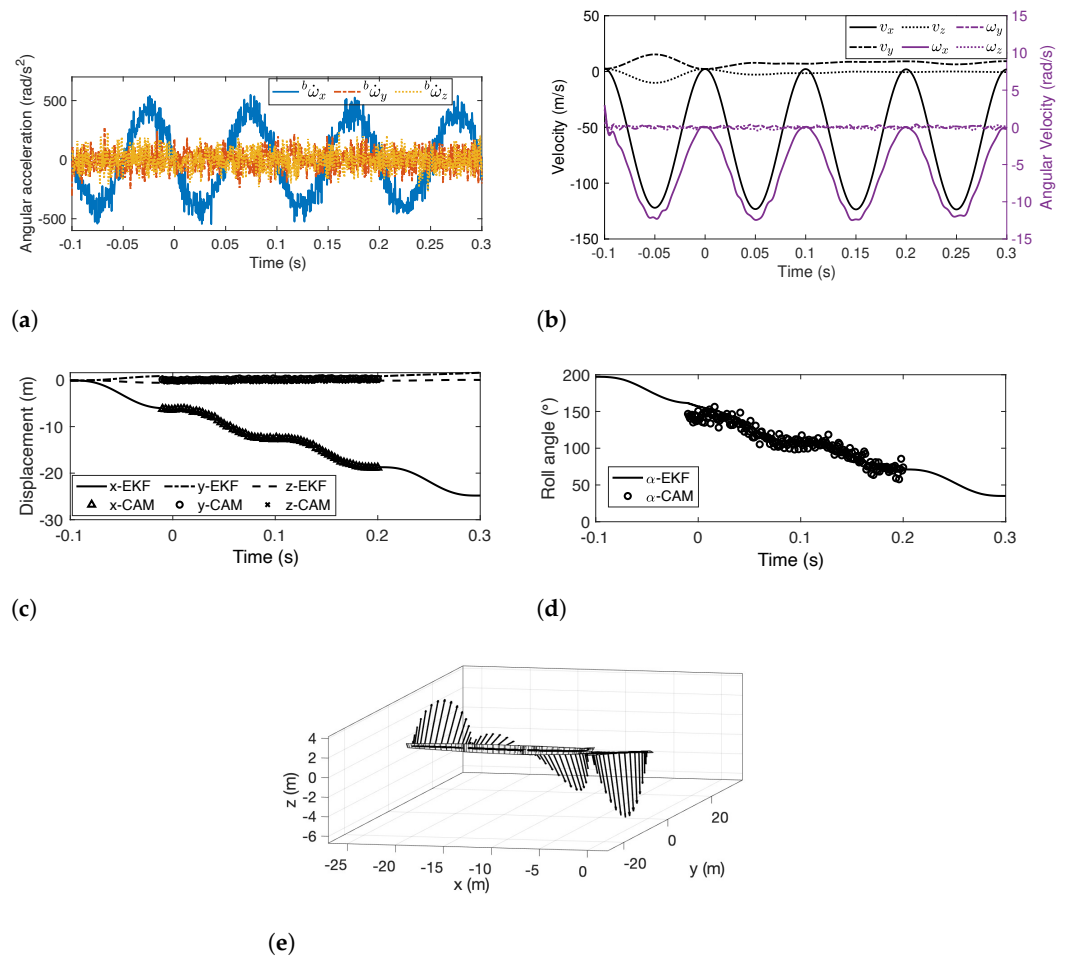 Angular acceleration (rad/s²)
500
0
-500
ᵇω̇ₓ ᵇω̇ᵧ ᵇω̇_z
-0.1 -0.05 0 0.05 0.1 0.15 0.2 0.25 0.3
Time (s)
(a)
Velocity (m/s)
50
0
-50
-100
-150
v_x v_z ω_y
v_y ω_x ω_z
15
10
5
0
-5
-10
-15
Angular Velocity (rad/s)
-0.1 -0.05 0 0.05 0.1 0.15 0.2 0.25 0.3
Time (s)
(b)
Displacement (m)
0
-10
-20
-30
x-EKF y-EKF z-EKF
x-CAM y-CAM z-CAM
-0.1 0 0.1 0.2 0.3
Time (s)
(c)
Roll angle (°)
200
150
100
50
0
α-EKF
α-CAM
-0.1 0 0.1 0.2 0.3
Time (s)
(d)
z (m)
4
2
0
-2
-4
-6
-25 -20 -15 -10 -5 0
x (m)
-20 0 20
y (m)
(e)